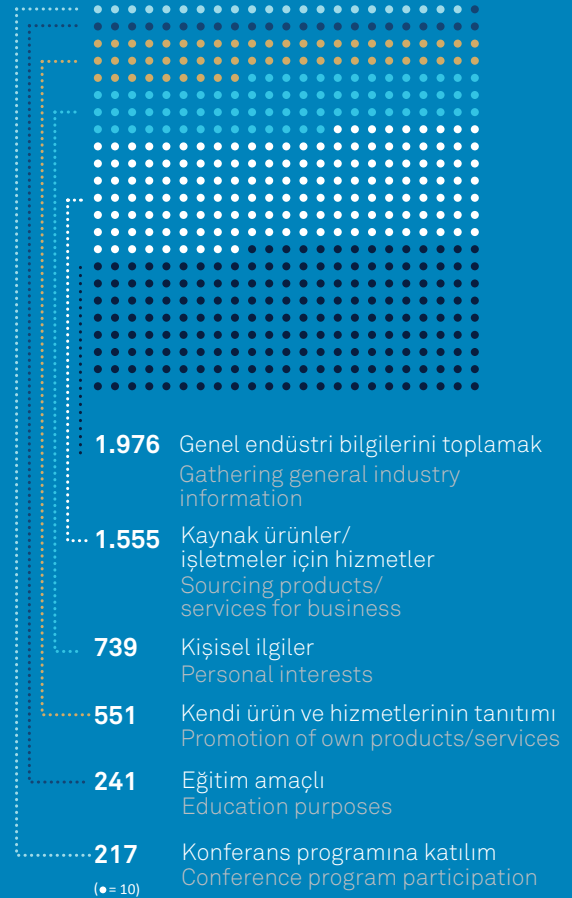 1.976 Genel endüstri bilgilerini toplamak
Gathering general industry
information
1.555 Kaynak ürünler/
işletmeler için hizmetler
Sourcing products/
services for business
739 Kişisel ilgiler
Personal interests
551 Kendi ürün ve hizmetlerinin tanıtımı
Promotion of own products/services
241 Eğitim amaçlı
Education purposes
217 Konferans programına katılım
Conference program participation
(●= 10)